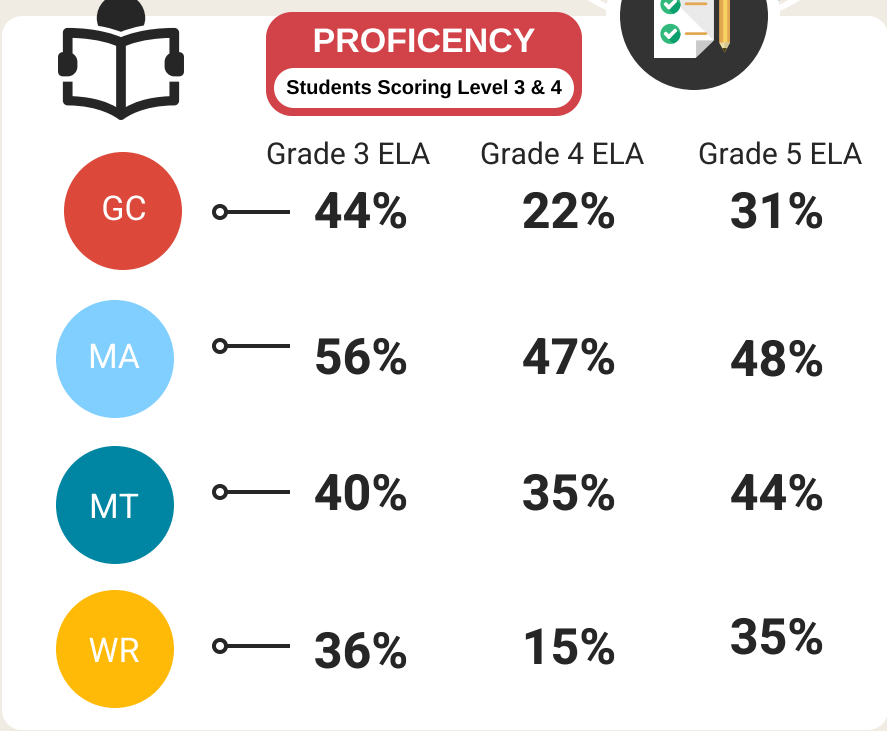 PROFICENCY
Students Scoring Level 3 & 4
Grade 3 ELA Grade 4 ELA Grade 5 ELA
GC 44% 22% 31%
MA 56% 47% 48%
MT 40% 35% 44%
WR 36% 15% 35%